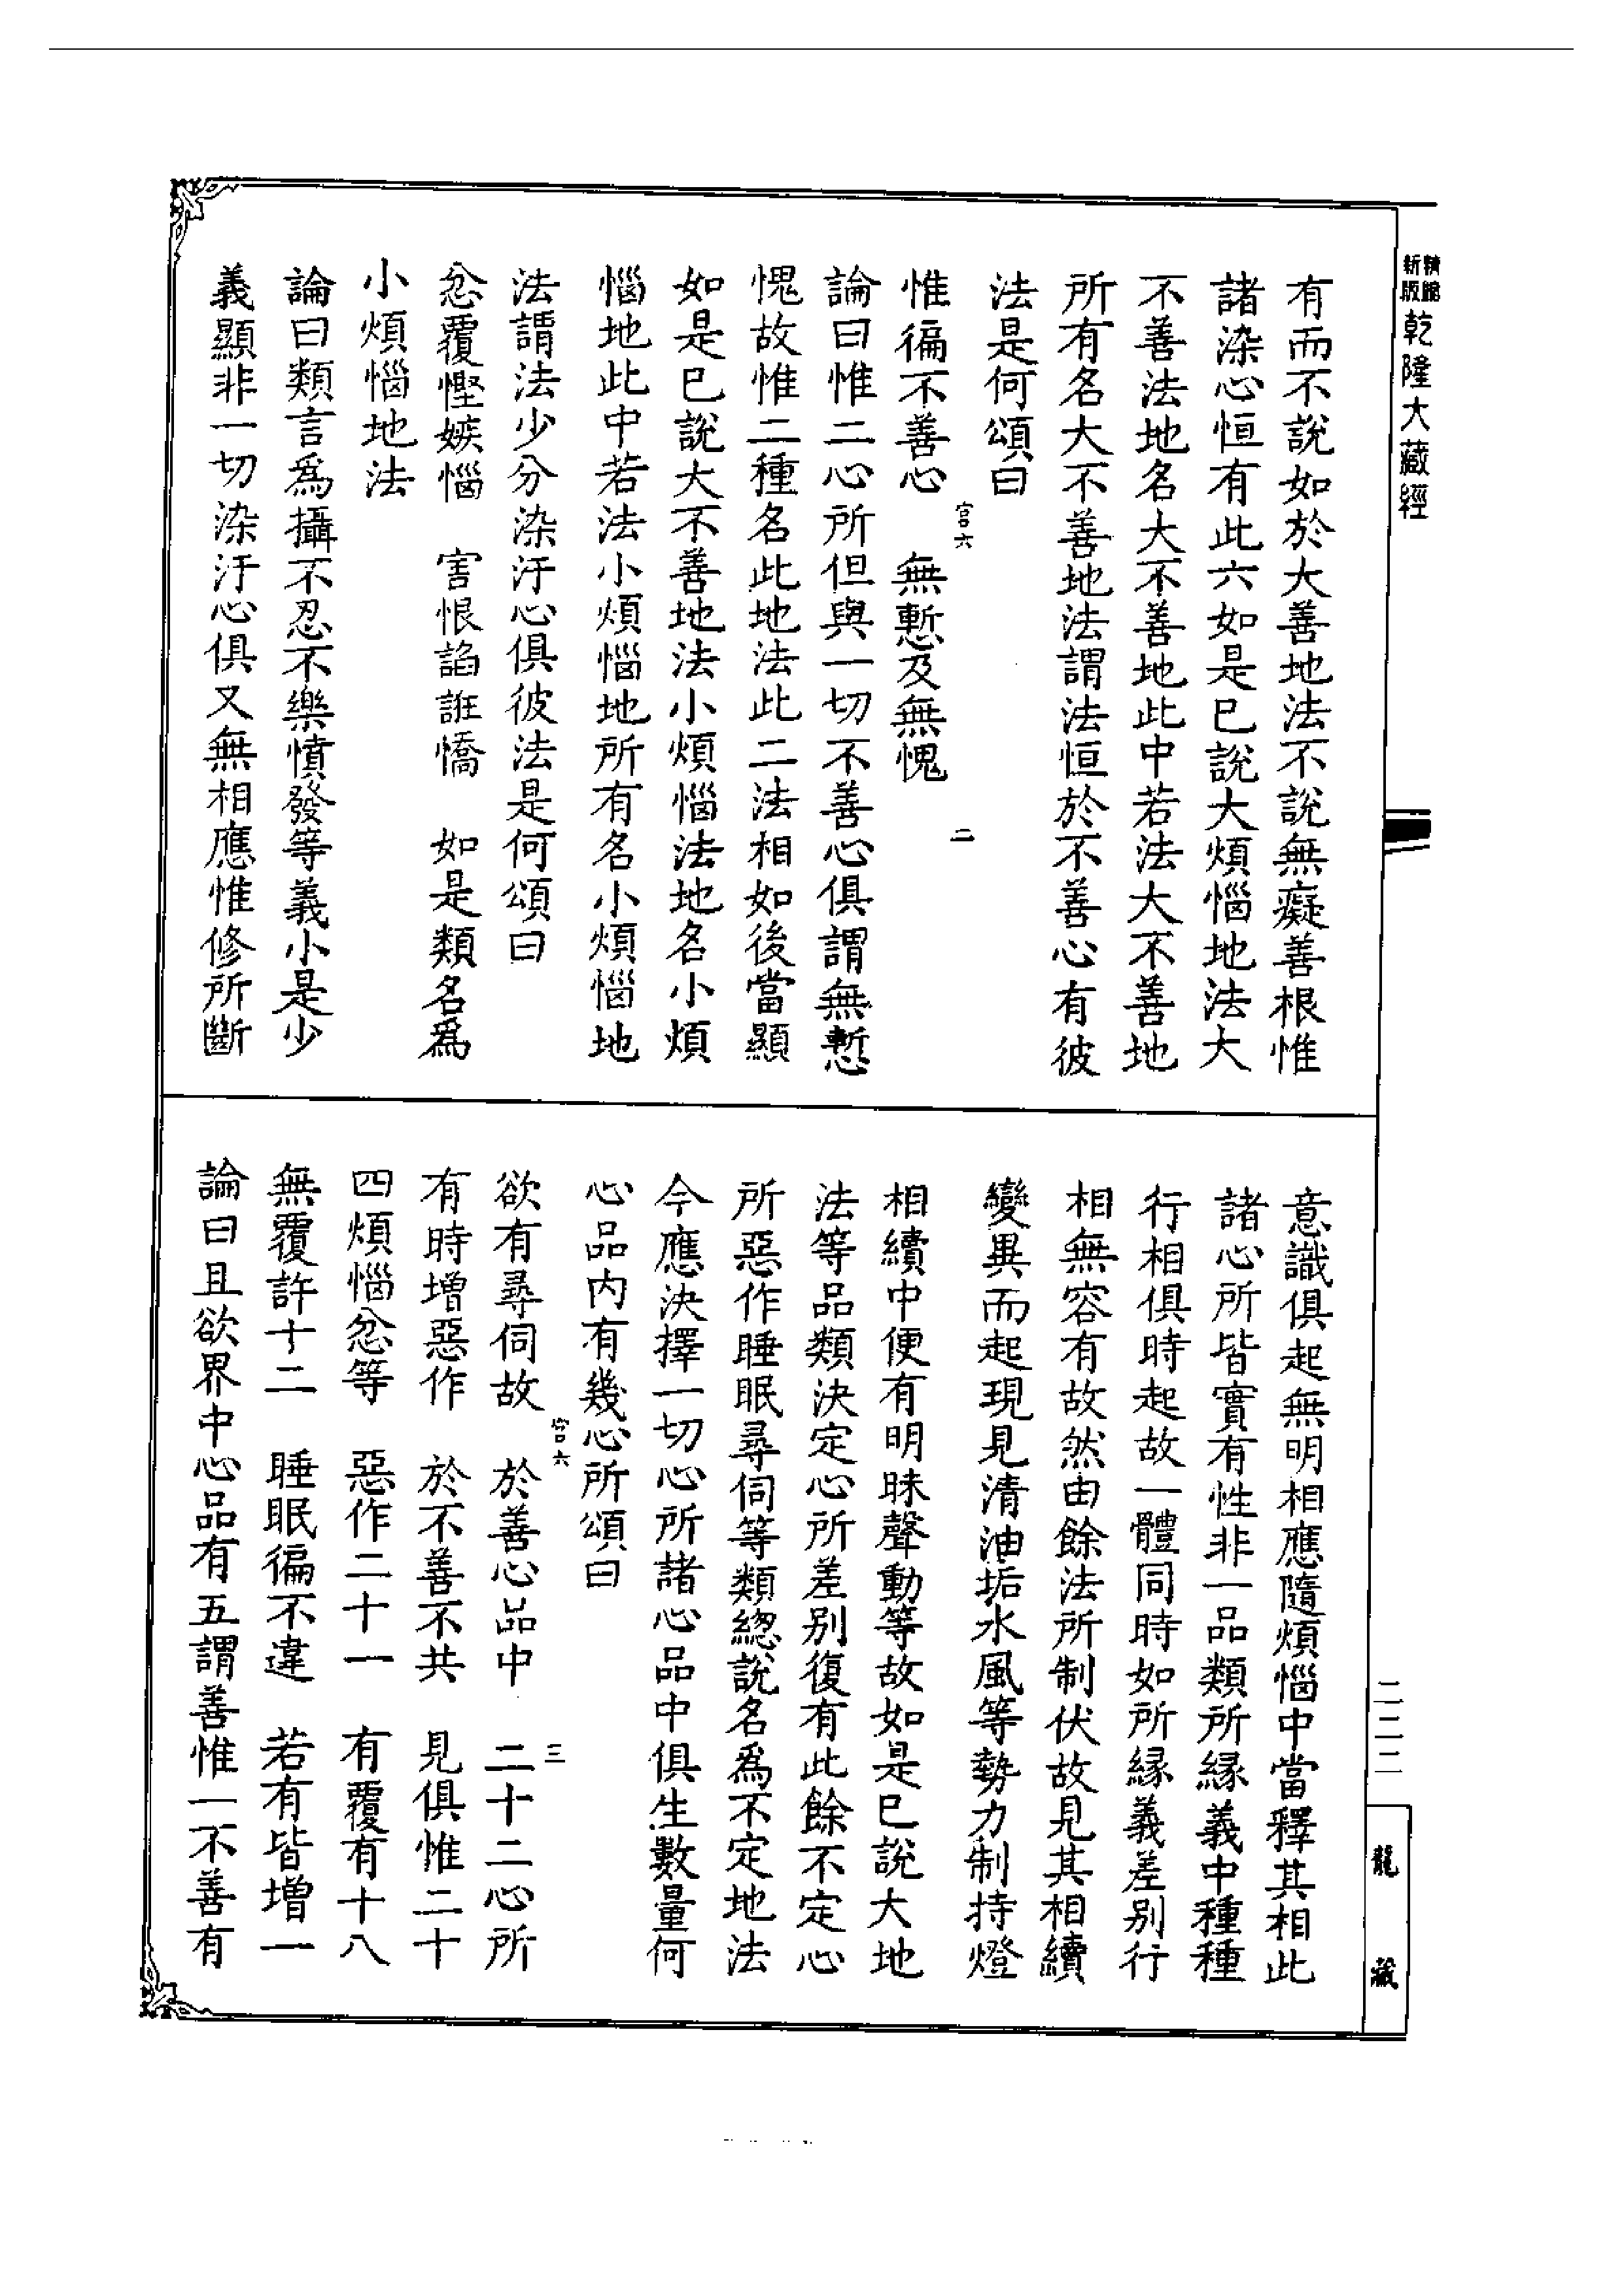 精縮新版乾隆大藏經
有而不說如於大善地法不說無癡善根惟
諸染心恒有此六如是已說大煩惱地法大
不善法地名大不善地此中若法大不善地
所有名大不善地法謂法恒於不善心有彼
法是何頌曰
惟徧不善心 無慙及無愧
宫六 二
論曰惟二心所但與一切不善心俱謂無慙
愧故惟二種名此地法此二法相如後當顯
如是已說大不善地法小煩惱法地名小煩
惱地此中若法小煩惱地所有名小煩惱地
法謂法少分染汙心俱彼法是何頌曰
忿覆慳嫉惱 害恨諂誑憍 如是類名爲
小煩惱地法
論曰類言爲攝不忍不樂憤發等義小是少
義顯非一切染汙心俱又無相應惟修所斷
意識俱起無明相應隨煩惱中當釋其相此
諸心所皆實有性非一品類所緣義中種種
行相俱時起故一體同時如所緣義差別行
相無容有故然由餘法所制伏故見其相續
變異而起現見清油垢水風等勢力制持燈
相續中便有明昧聲動等故如是已說大地
法等品類決定心所差別復有此餘不定心
所惡作睡眠尋伺等類總說名爲不定地法
今應決擇一切心所諸心品中俱生數量何
心品內有幾心所頌曰
欲有尋伺故 於善心品中 二十二心所
宫六 三
有時增惡作 於不善不共 見俱惟二十
四煩惱忿等 惡作二十一 有覆有十八
無覆許十二 睡眠徧不違 若有皆增一
論曰且欲界中心品有五謂善惟一不善有
二二二
龍藏